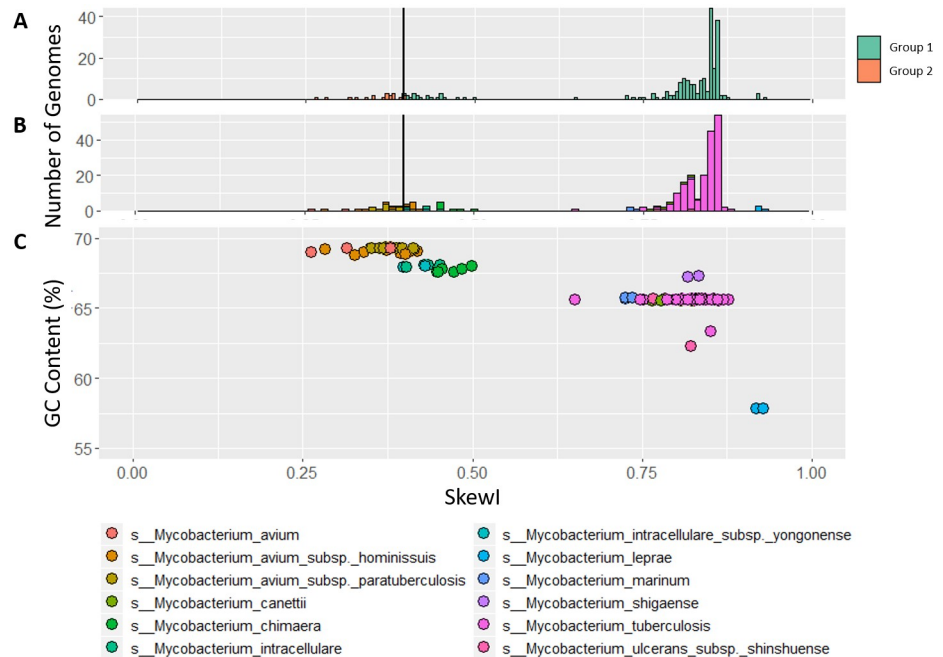 A
Number of Genomes
40
20
0
Group 1
Group 2
B
40
20
0
C
GC Content (%)
70
65
60
55
0.00 0.25 0.50 0.75 1.00
SkewI
s__Mycobacterium_avium
s__Mycobacterium_avium_subsp._hominissuis
s__Mycobacterium_avium_subsp._paratuberculosis
s__Mycobacterium_canettii
s__Mycobacterium_chimaera
s__Mycobacterium_intracellulare
s__Mycobacterium_intracellulare_subsp._yongonense
s__Mycobacterium_leprae
s__Mycobacterium_marinum
s__Mycobacterium_shigaense
s__Mycobacterium_tuberculosis
s__Mycobacterium_ulcerans_subsp._shinshuense